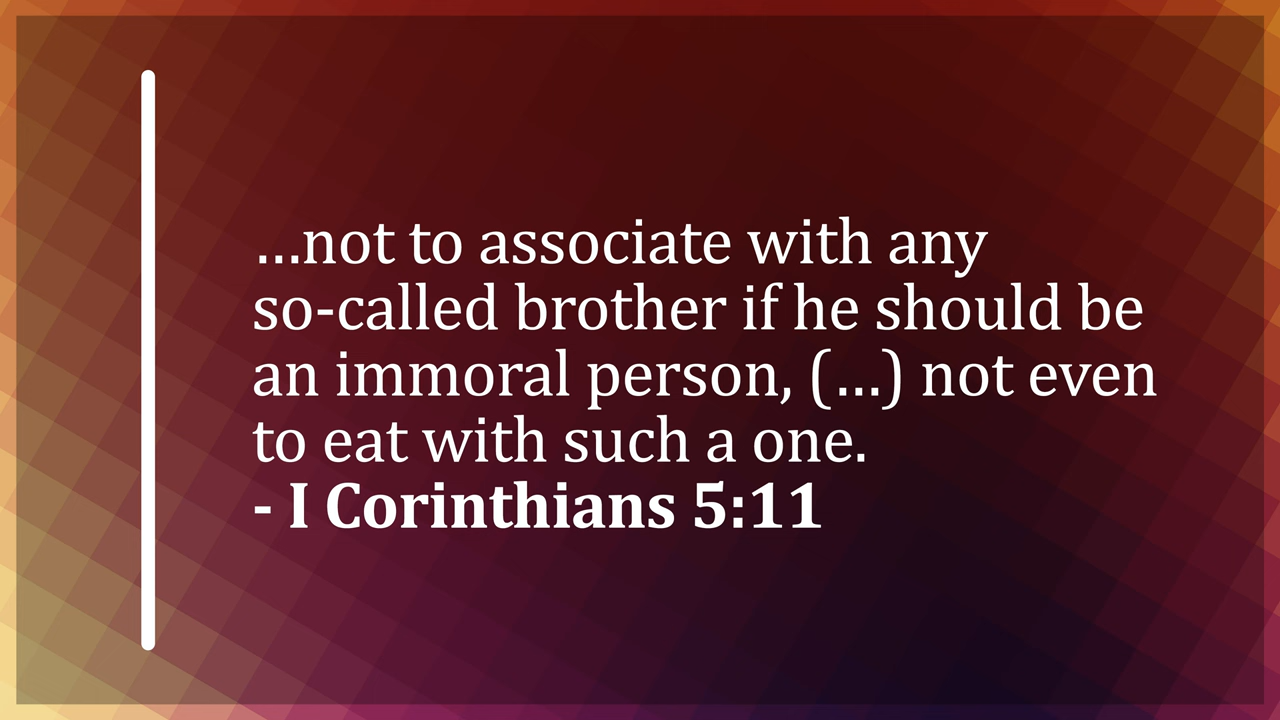 …not to associate with any
so-called brother if he should be
an immoral person, (…) not even
to eat with such a one.
- I Corinthians 5:11